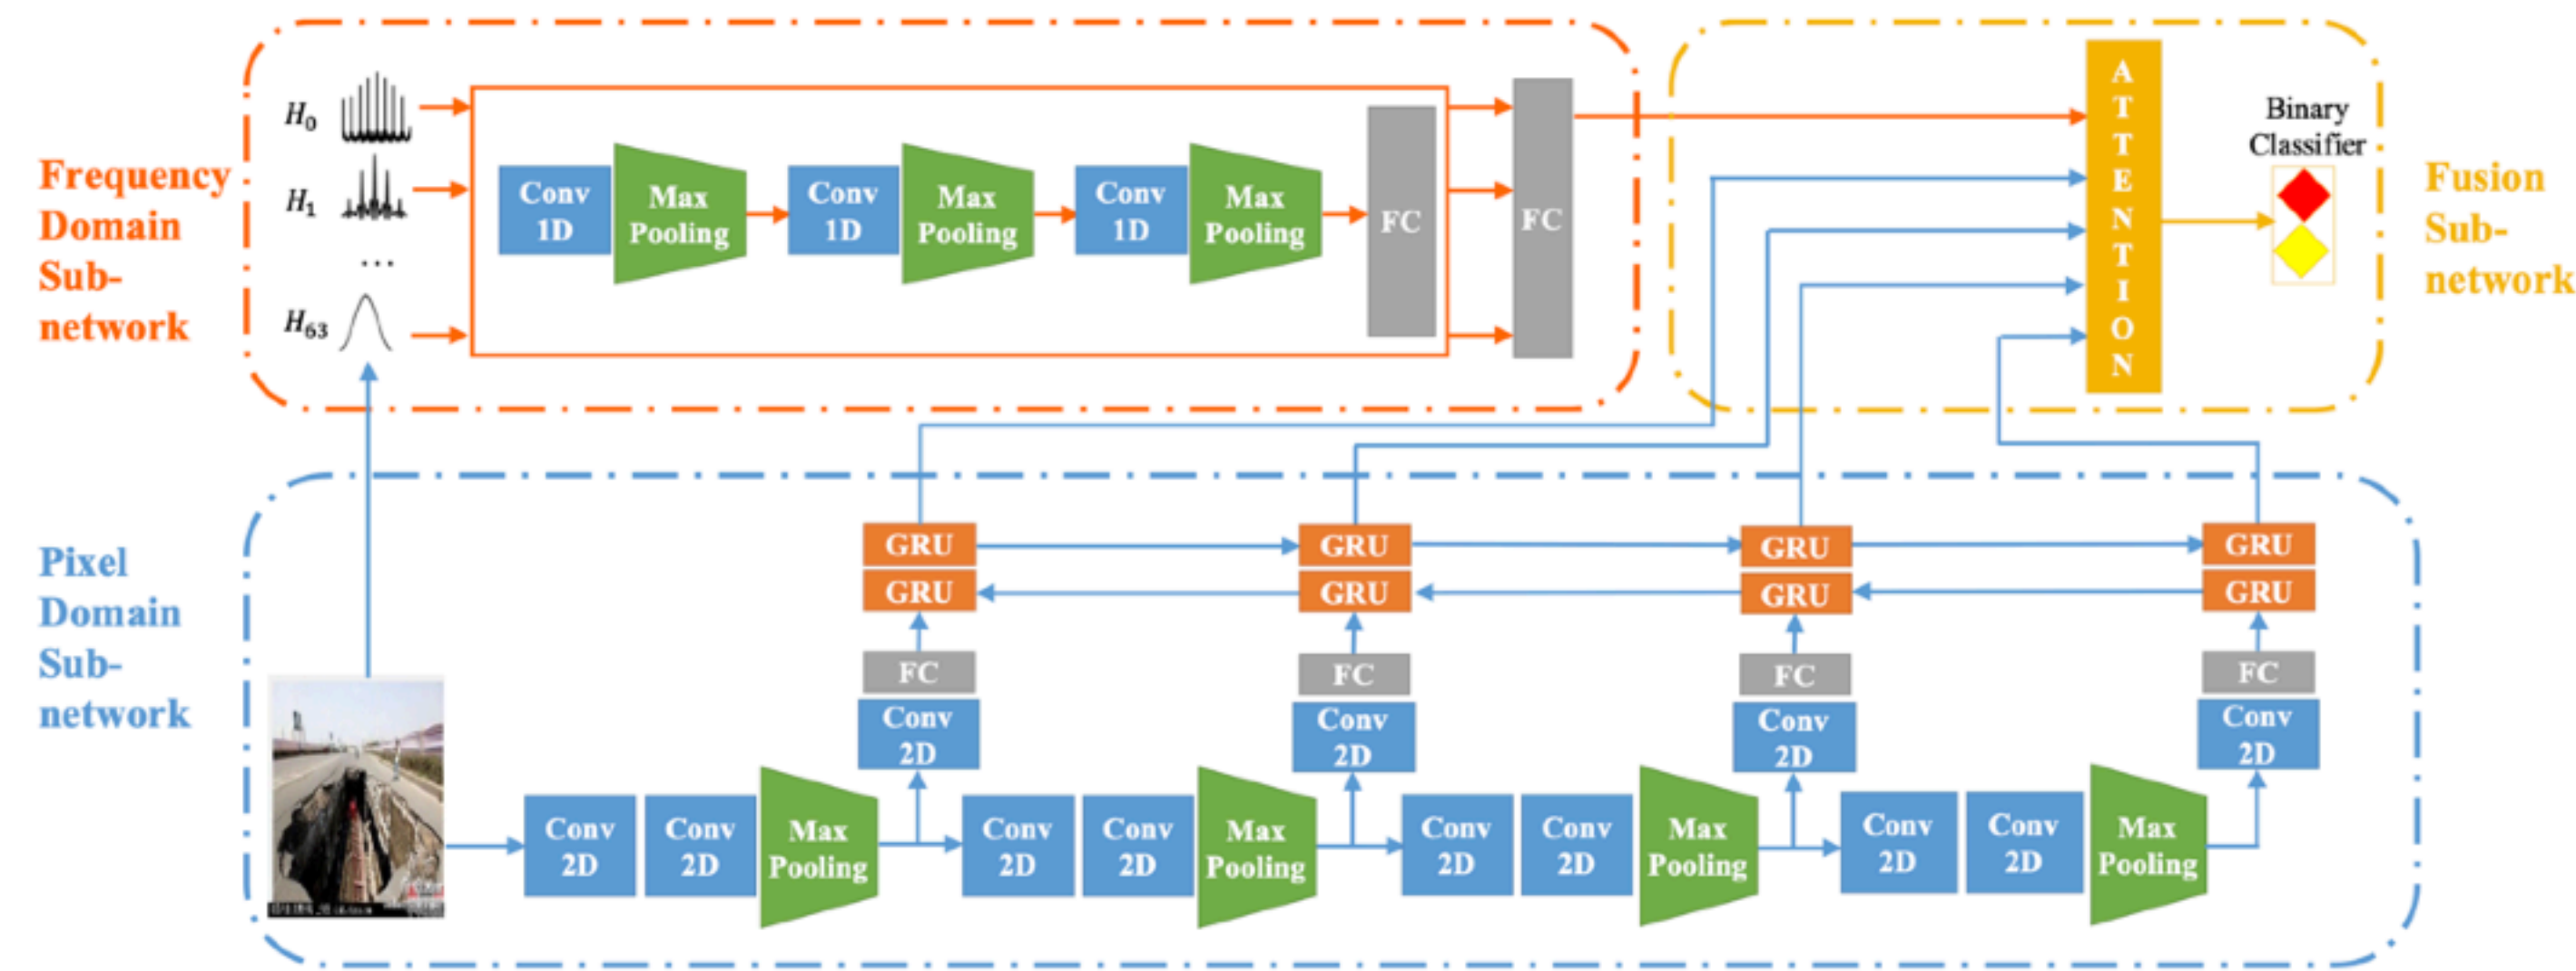 Frequency
Domain
Sub-
network
H0
H1
...
H63
Conv
1D
Max
Pooling
Conv
1D
Max
Pooling
Conv
1D
Max
Pooling
FC
FC
A
T
T
E
N
T
I
O
N
Binary
Classifier
Fusion
Sub-
network
Pixel
Domain
Sub-
network
GRU
GRU
GRU
GRU
GRU
GRU
GRU
GRU
FC
FC
FC
FC
Conv
2D
Conv
2D
Conv
2D
Conv
2D
Conv
2D
Conv
2D
Max
Pooling
Conv
2D
Conv
2D
Max
Pooling
Conv
2D
Conv
2D
Max
Pooling
Conv
2D
Conv
2D
Max
Pooling